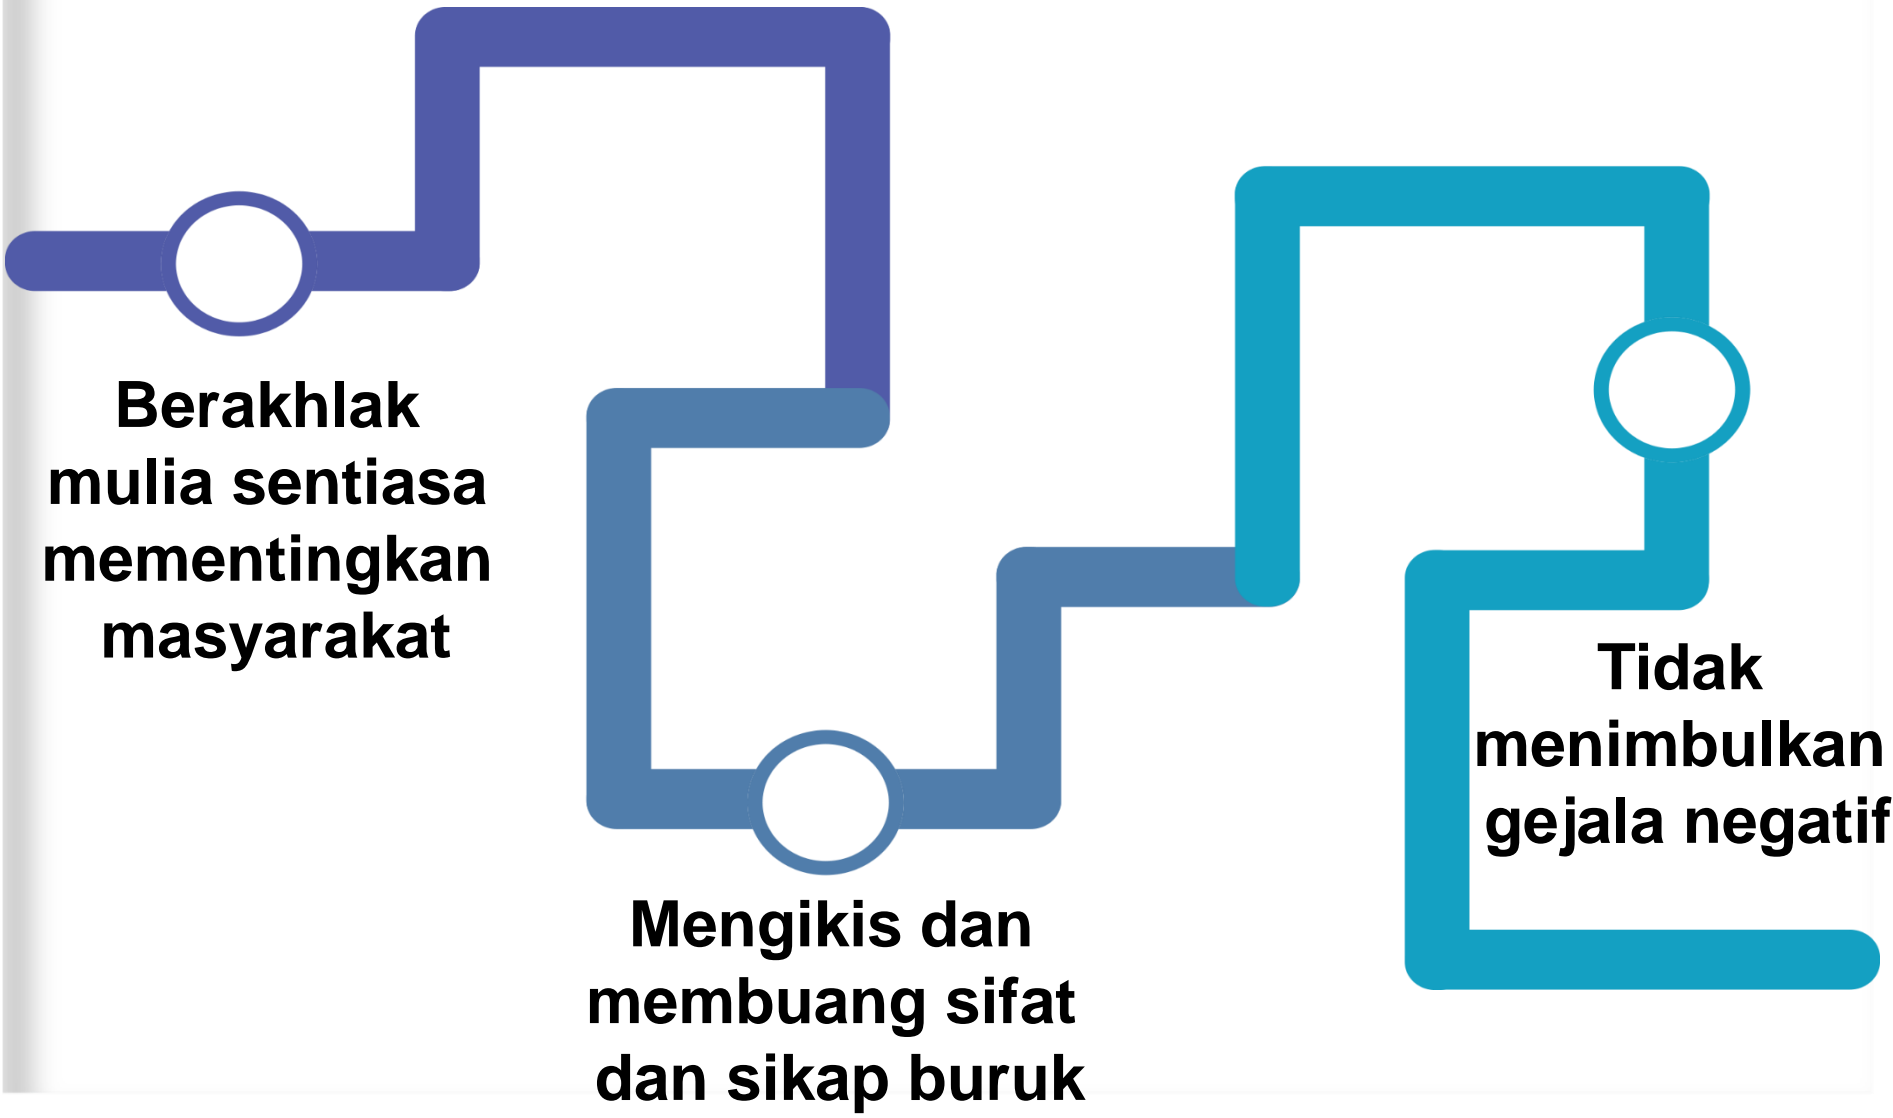 Berakhlak
mulia sentiasa
mementingkan
masyarakat
Mengikis dan
membuang sifat
dan sikap buruk
Tidak
menimbulkan
gejala negatif